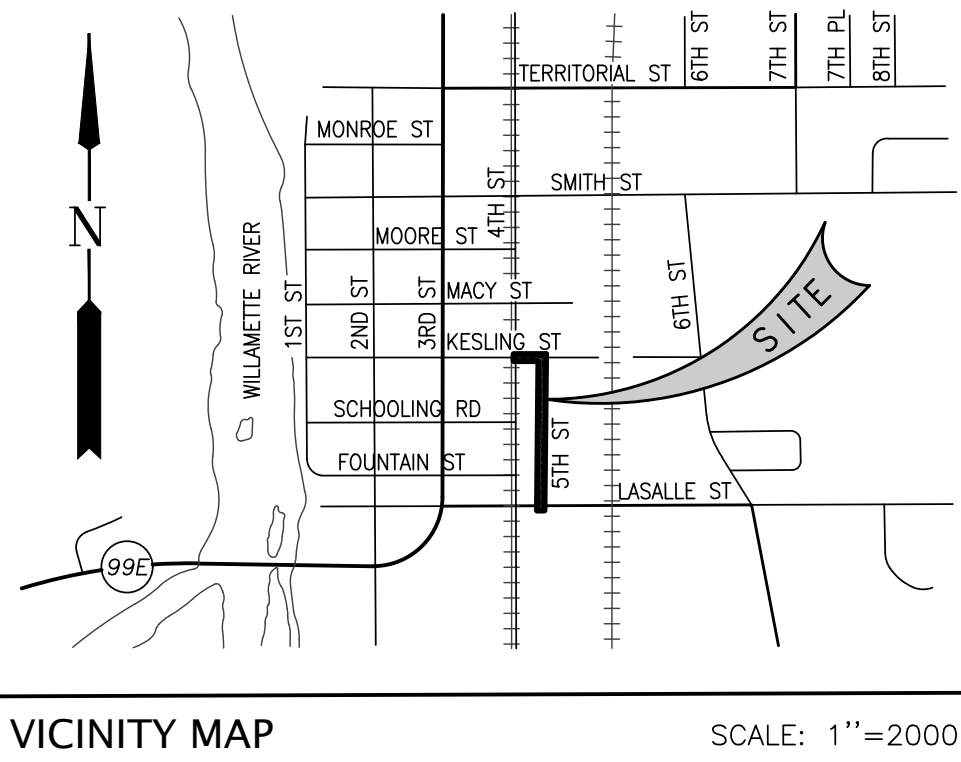 6TH ST
7TH ST
7TH PL
8TH ST
TERRITORIAL ST
MONROE ST
4TH ST
SMITH ST
N
MOORE ST
WILLAMETTE RIVER
1ST ST
2ND ST
3RD ST
MACY ST
6TH ST
SITE
KESLING ST
SCHOOLING RD
5TH ST
FOUNTAIN ST
LASALLE ST
99E
VICINITY MAP
SCALE: 1''=2000